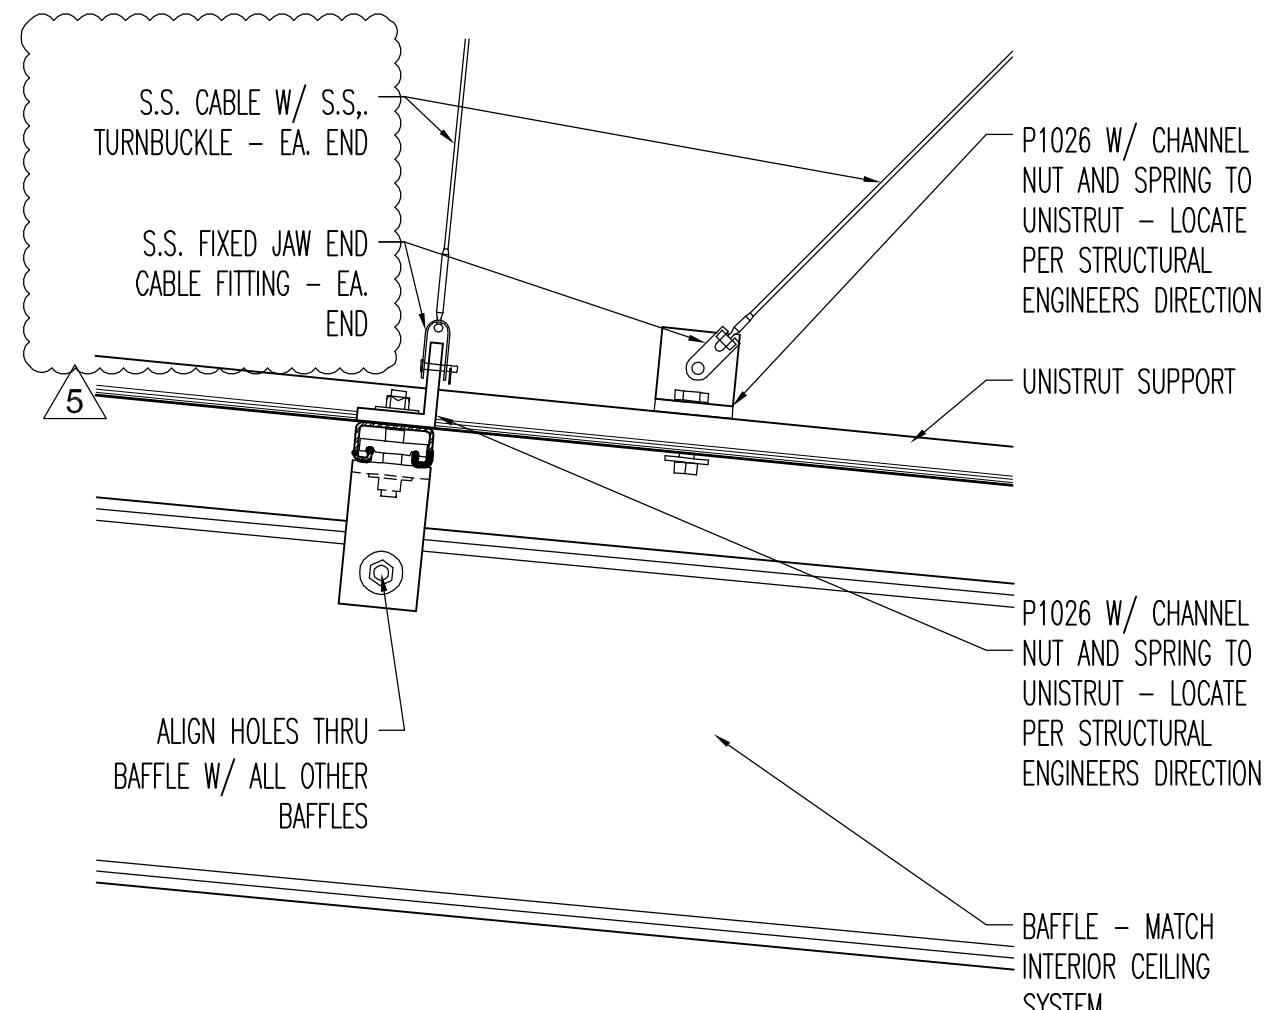 S.S. CABLE W/ S.S,.
TURNBUCKLE – EA. END
S.S. FIXED JAW END
CABLE FITTING – EA.
END
5
ALIGN HOLES THRU
BAFFLE W/ ALL OTHER
BAFFLES
P1026 W/ CHANNEL
NUT AND SPRING TO
UNISTRUT – LOCATE
PER STRUCTURAL
ENGINEERS DIRECTION
UNISTRUT SUPPORT
P1026 W/ CHANNEL
NUT AND SPRING TO
UNISTRUT – LOCATE
PER STRUCTURAL
ENGINEERS DIRECTION
BAFFLE – MATCH
INTERIOR CEILING
SYSTEM